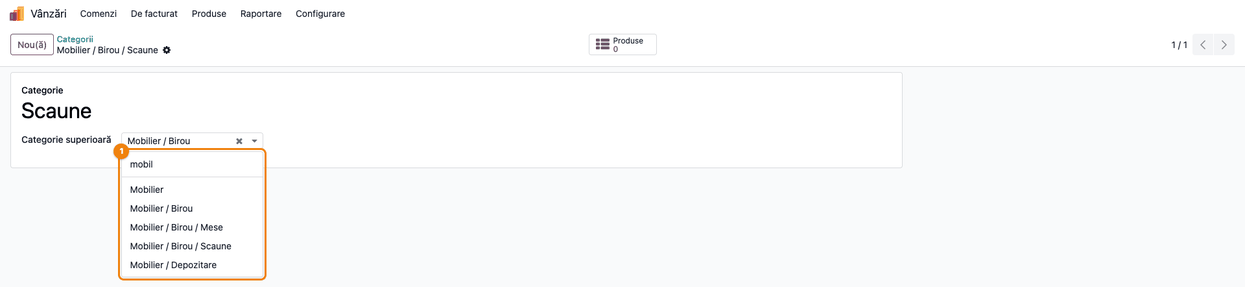 Vânzări Comenzi De facturat Produse Raportare Configurare
Nou(ă) Categorii
Mobilier / Birou / Scaune
Produse
0
1 / 1
Categorie
Scaune
Categorie superioară Mobilier / Birou
1
mobil
Mobilier
Mobilier / Birou
Mobilier / Birou / Mese
Mobilier / Birou / Scaune
Mobilier / Depozitare